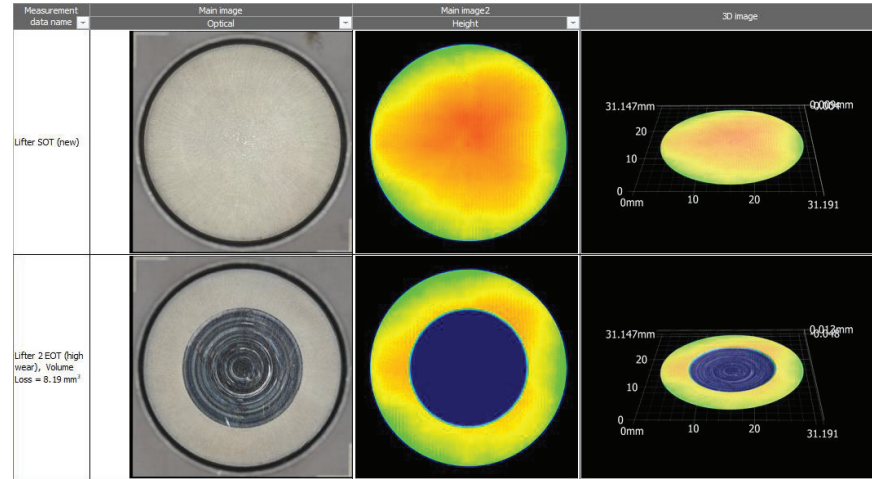 Measurement
data name
Main image
Optical
Main image2
Height
3D image
Lifter SOT (new)
31.147mm
20
10
0
0mm
10
20
31.191
Lifter 2 EOT (high
wear), Volume
Loss = 8.19 mm³
31.147mm
20
10
0
0mm
10
20
31.191